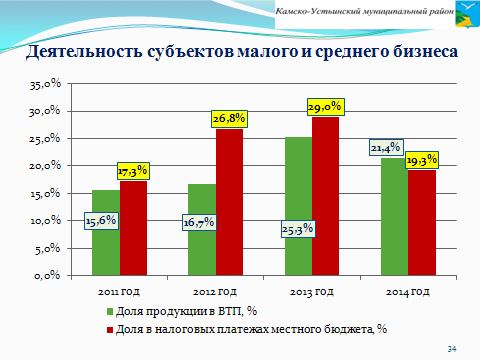 Камско-Устьинский муниципальный район
Деятельность субъектов малого и среднего бизнеса
35,0%
30,0%
25,0%
20,0%
15,0%
10,0%
5,0%
0,0%
15,6%
17,3%
16,7%
26,8%
25,3%
29,0%
21,4%
19,3%
2011 год
2012 год
2013 год
2014 год
Доля продукции в ВТП, %
Доля в налоговых платежах местного бюджета, %
34